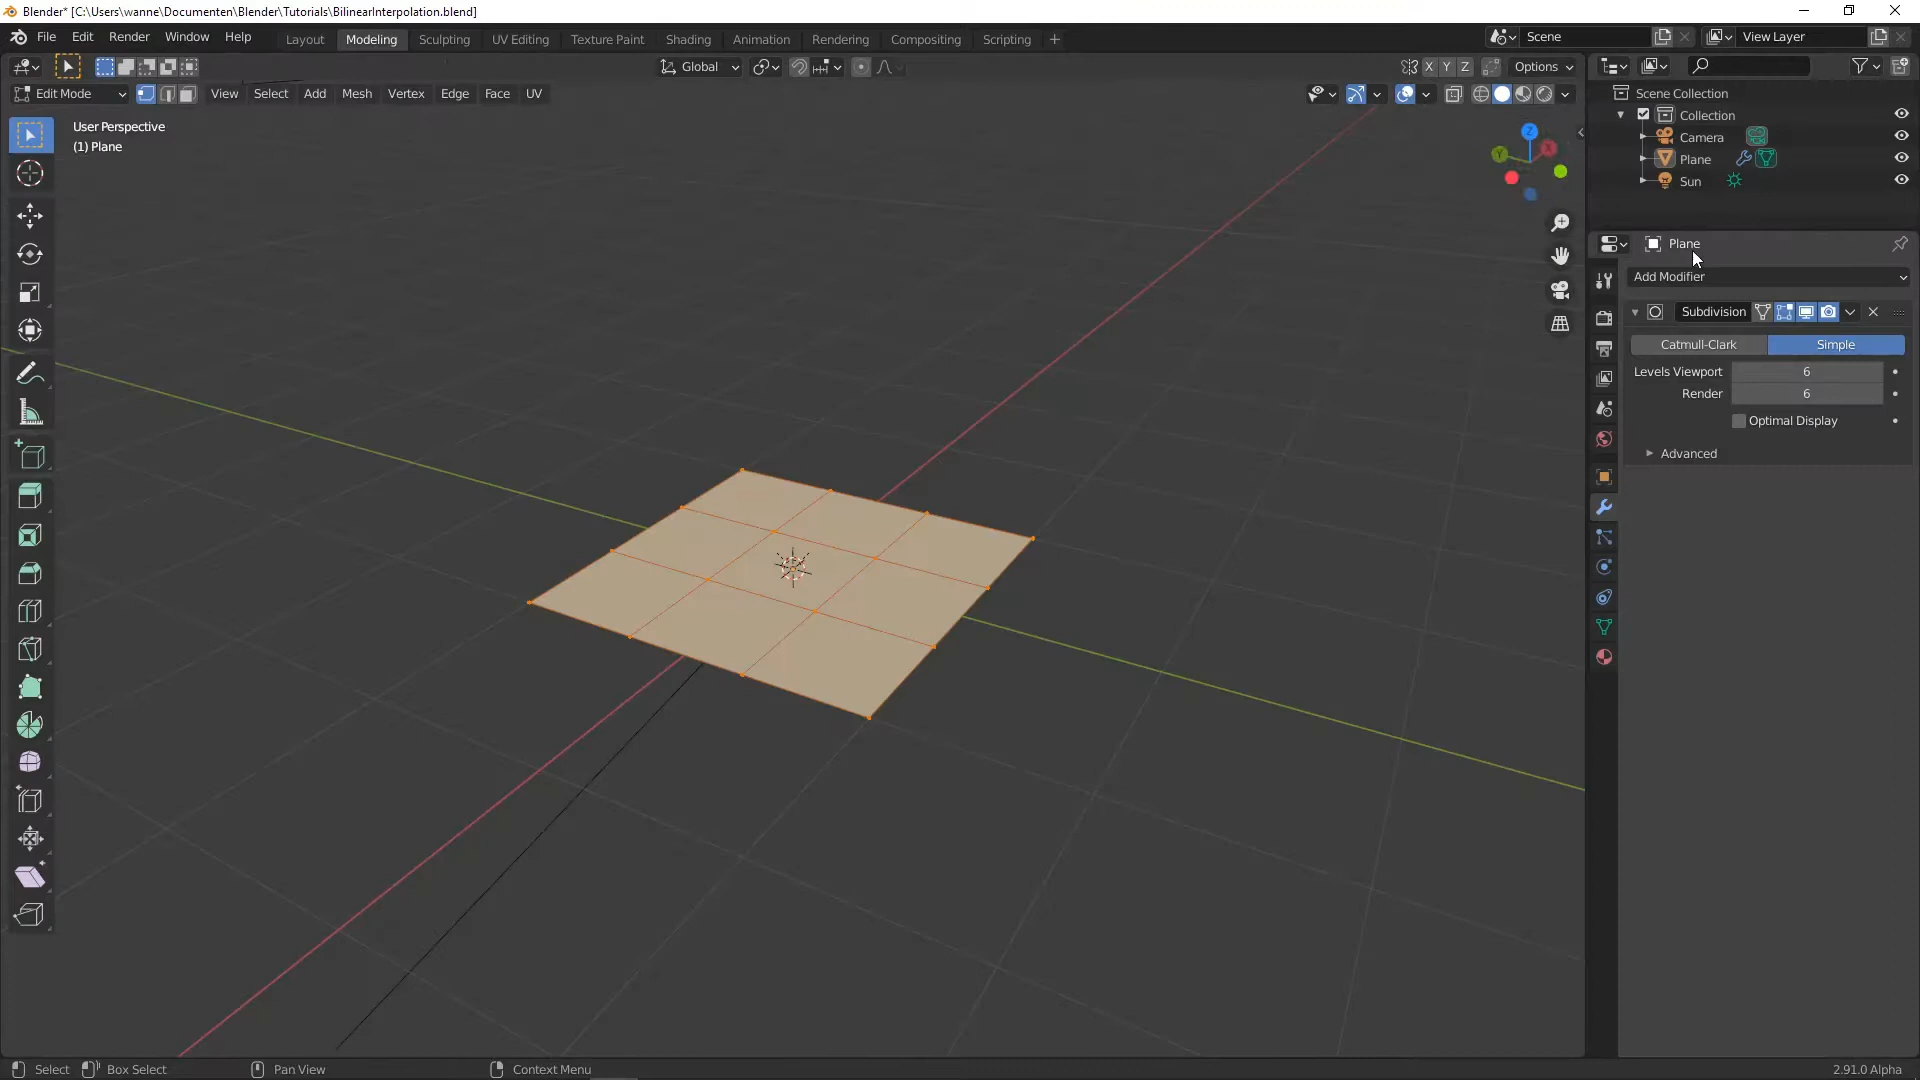 Blender* [C:\Users\wanne\Documenten\Blender\Tutorials\BilinearInterpolation.blend]
File Edit Render Window Help Layout Modeling Sculpting UV Editing Texture Paint Shading Animation Rendering Compositing Scripting + Scene View Layer
Global X Y Z Options
Edit Mode View Select Add Mesh Vertex Edge Face UV
User Perspective
(1) Plane
Z
X
Y
Scene Collection
Collection
Camera
Plane
Sun
Plane
Add Modifier
Subdivision
Catmull-Clark Simple
Levels Viewport 6
Render 6
Optimal Display
Advanced
Select Box Select Pan View Context Menu 2.91.0 Alpha